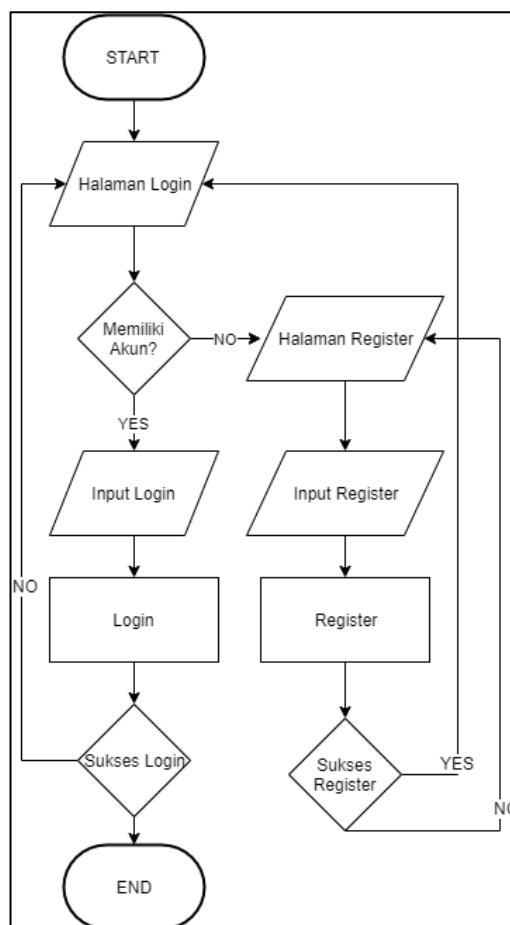 START
Halaman Login
Memiliki
Akun?
NO
Halaman Register
YES
Input Login
Input Register
NO
Login
Register
Sukses Login
Sukses
Register
YES
NO
END